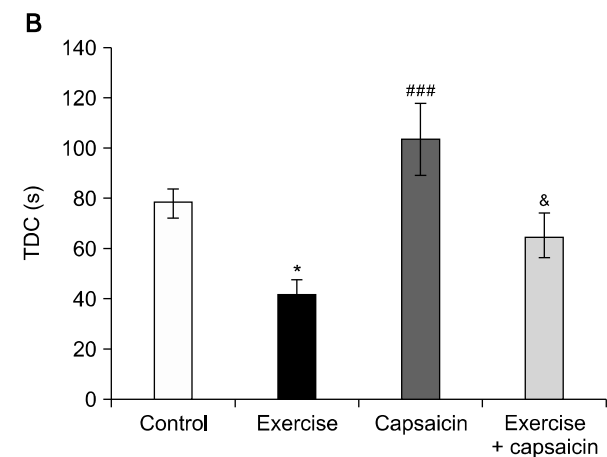 B
140
120
100
80
60
40
20
0
TDC (s)
*
###
&
Control
Exercise
Capsaicin
Exercise
+ capsaicin